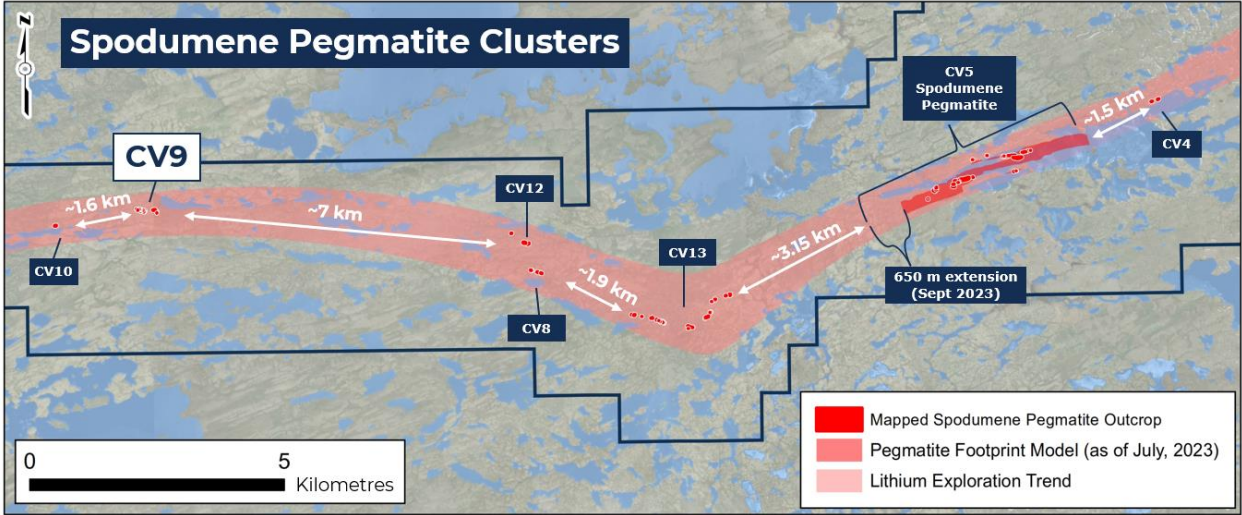 N
Spodumene Pegmatite Clusters
CV5
Spodumene
Pegmatite
~1.5 km
CV4
CV9
~1.6 km
CV10
~7 km
CV12
CV8
~1.9 km
CV13
~3.15 km
650 m extension
(Sept 2023)
0 5
Kilometres
Mapped Spodumene Pegmatite Outcrop
Pegmatite Footprint Model (as of July, 2023)
Lithium Exploration Trend